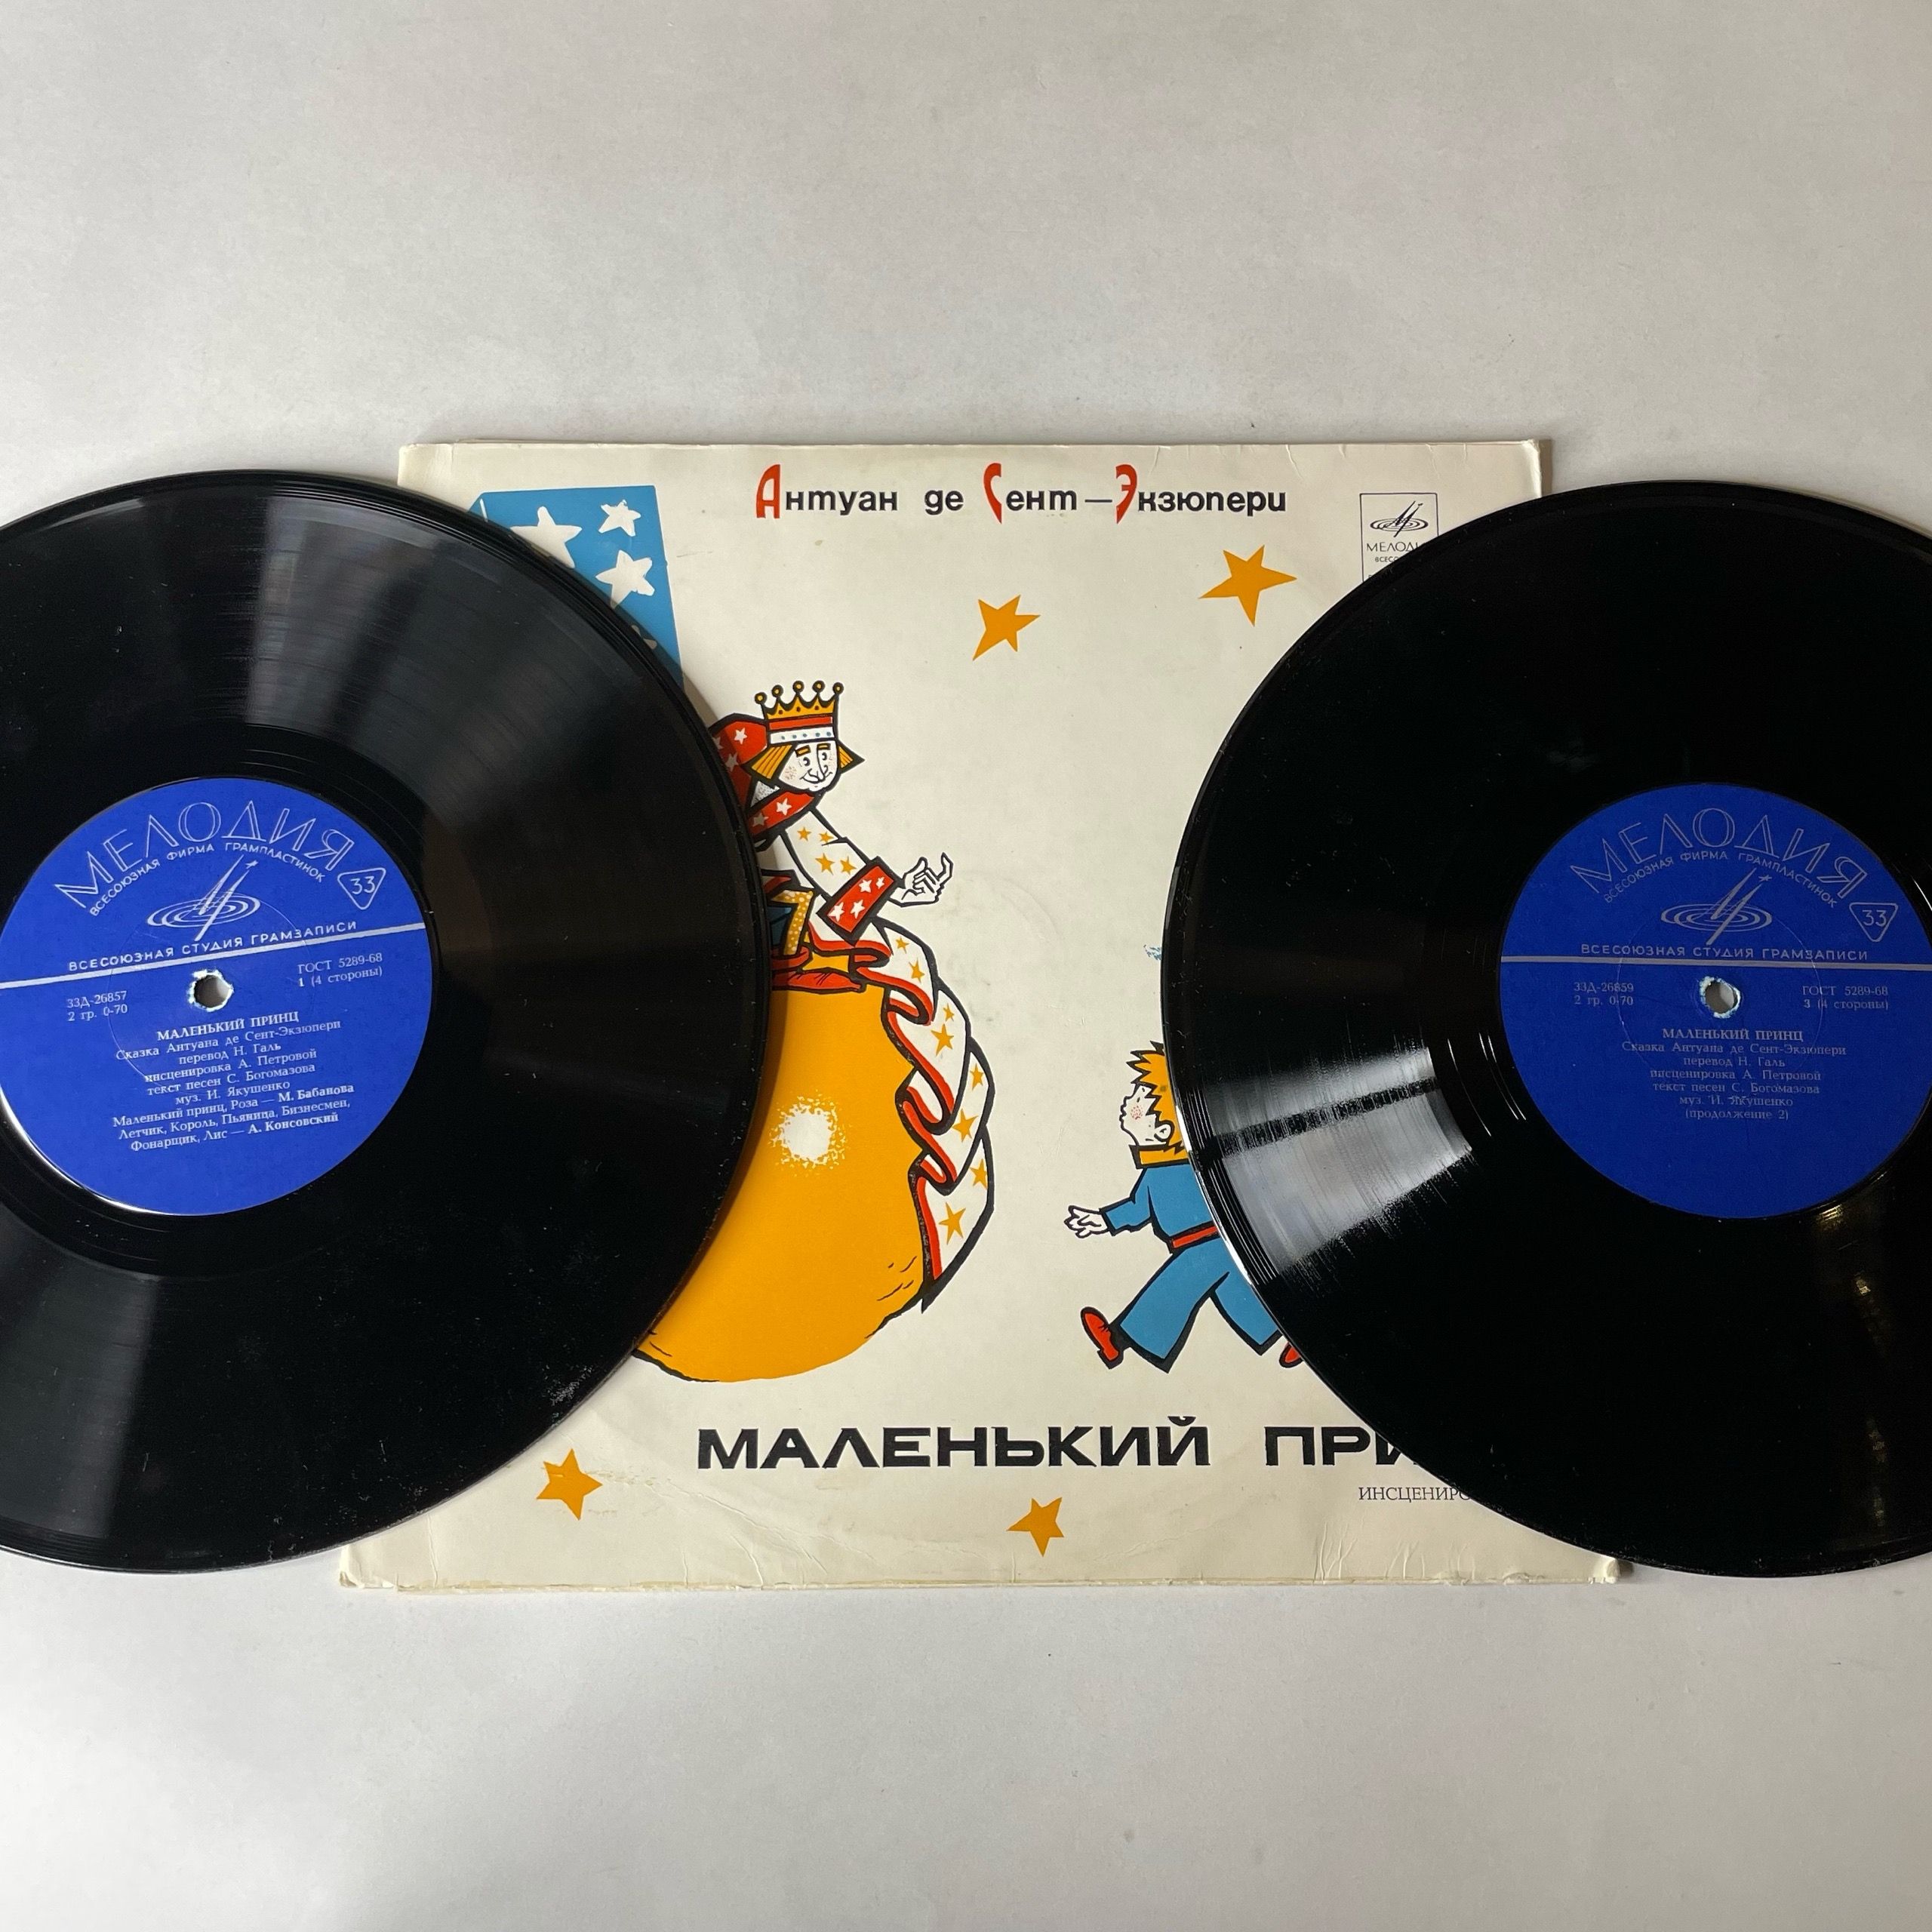 Антуан де Сент-Экзюпери
МЕЛОДИ
МАЛЕНЬКИЙ ПРИ
ИНСЦЕНИРО
МЕЛОДИЯ
ВСЕСОЮЗНАЯ ФИРМА ГРАМПЛАСТИНОК
33
ВСЕСОЮЗНАЯ СТУДИЯ ГРАМЗАПИСИ
ГОСТ 5289-68
33Д-26857
1 (4 стороны)
2 гр. 0-70
МАЛЕНЬКИЙ ПРИНЦ
Сказка Антуана де Сент-Экзюпери
перевод Н. Галь
инсценировка А. Петровой
текст песен С. Богомазова
муз. И. Якушенко
Маленький принц, Роза — М. Бабанова
Летчик, Король, Пьяница, Бизнесмен,
Фонарщик, Лис — А. Консовский
МЕЛОДИЯ
ВСЕСОЮЗНАЯ ФИРМА ГРАМПЛАСТИНОК
33
ВСЕСОЮЗНАЯ СТУДИЯ ГРАМЗАПИСИ
33Д-26859 ГОСТ 5289-68
2 гр. 0-70 3 (4 стороны)
МАЛЕНЬКИЙ ПРИНЦ
Сказка Антуана де Сент-Экзюпери
перевод Н. Галь
инсценировка А. Петровой
текст песен С. Богомазова
муз. И. Якушенко
(продолжение 2)